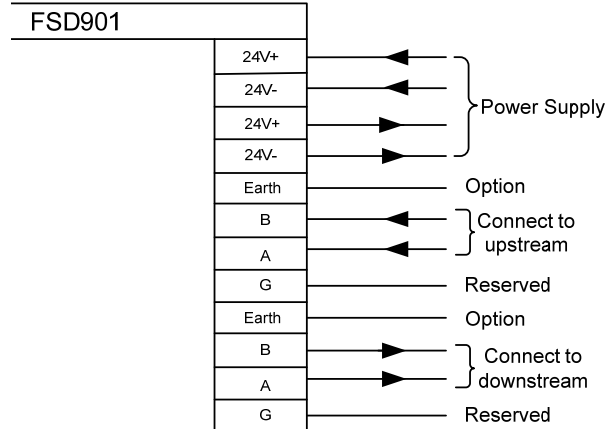 FSD901
24V+
24V-
Power Supply
24V+
24V-
Earth Option
B
Connect to
upstream
A
G Reserved
Earth Option
B
Connect to
downstream
A
G Reserved